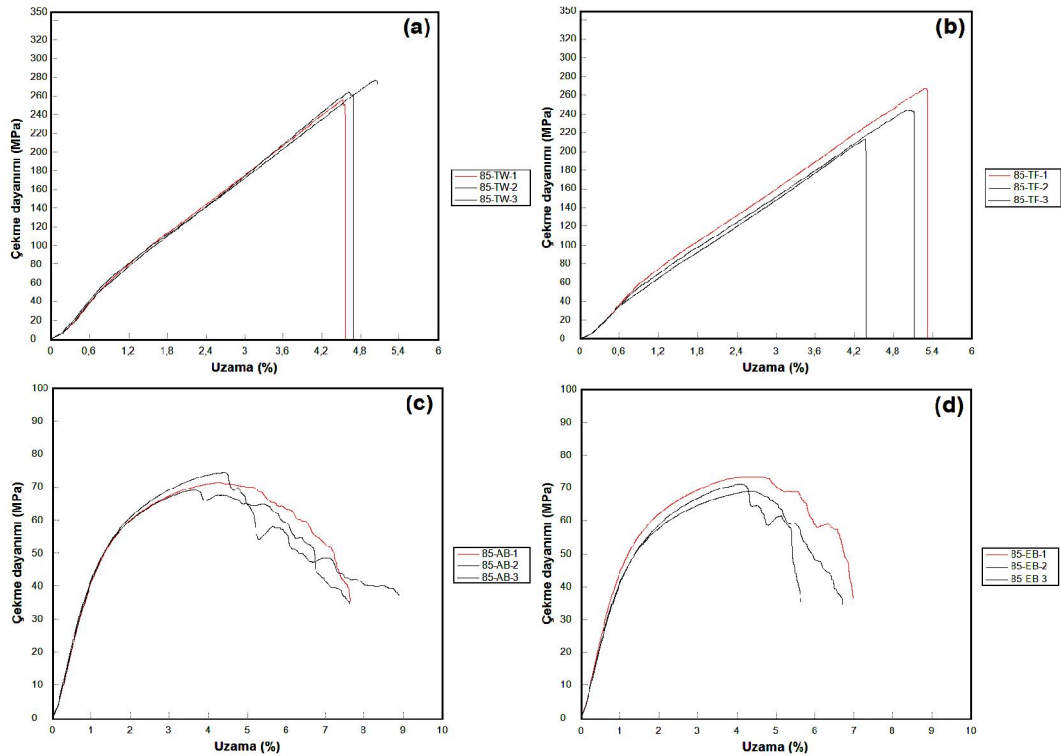 (a)
Çekme dayanımı (MPa)
350
320
300
280
260
240
220
200
180
160
140
120
100
80
60
40
20
0
0 0,6 1,2 1,8 2,4 3 3,6 4,2 4,8 5,4 6
Uzama (%)
85-TW-1
85-TW-2
85-TW-3
(b)
Çekme dayanımı (MPa)
350
320
300
280
260
240
220
200
180
160
140
120
100
80
60
40
20
0
0 0,6 1,2 1,8 2,4 3 3,6 4,2 4,8 5.4 6
Uzama (%)
85-TF-1
85-TF-2
85-TF-3
(c)
Çekme dayanımı (MPa)
100
90
80
70
60
50
40
30
20
10
0
0 1 2 3 4 5 6 7 8 9 10
Uzama (%)
85-AB-1
85-AB-2
85-AB-3
(d)
Çekme dayanımı (MPa)
100
90
80
70
60
50
40
30
20
10
0
0 1 2 3 4 5 6 7 8 9 10
Uzama (%)
85-EB-1
85-EB-2
85-EB 3